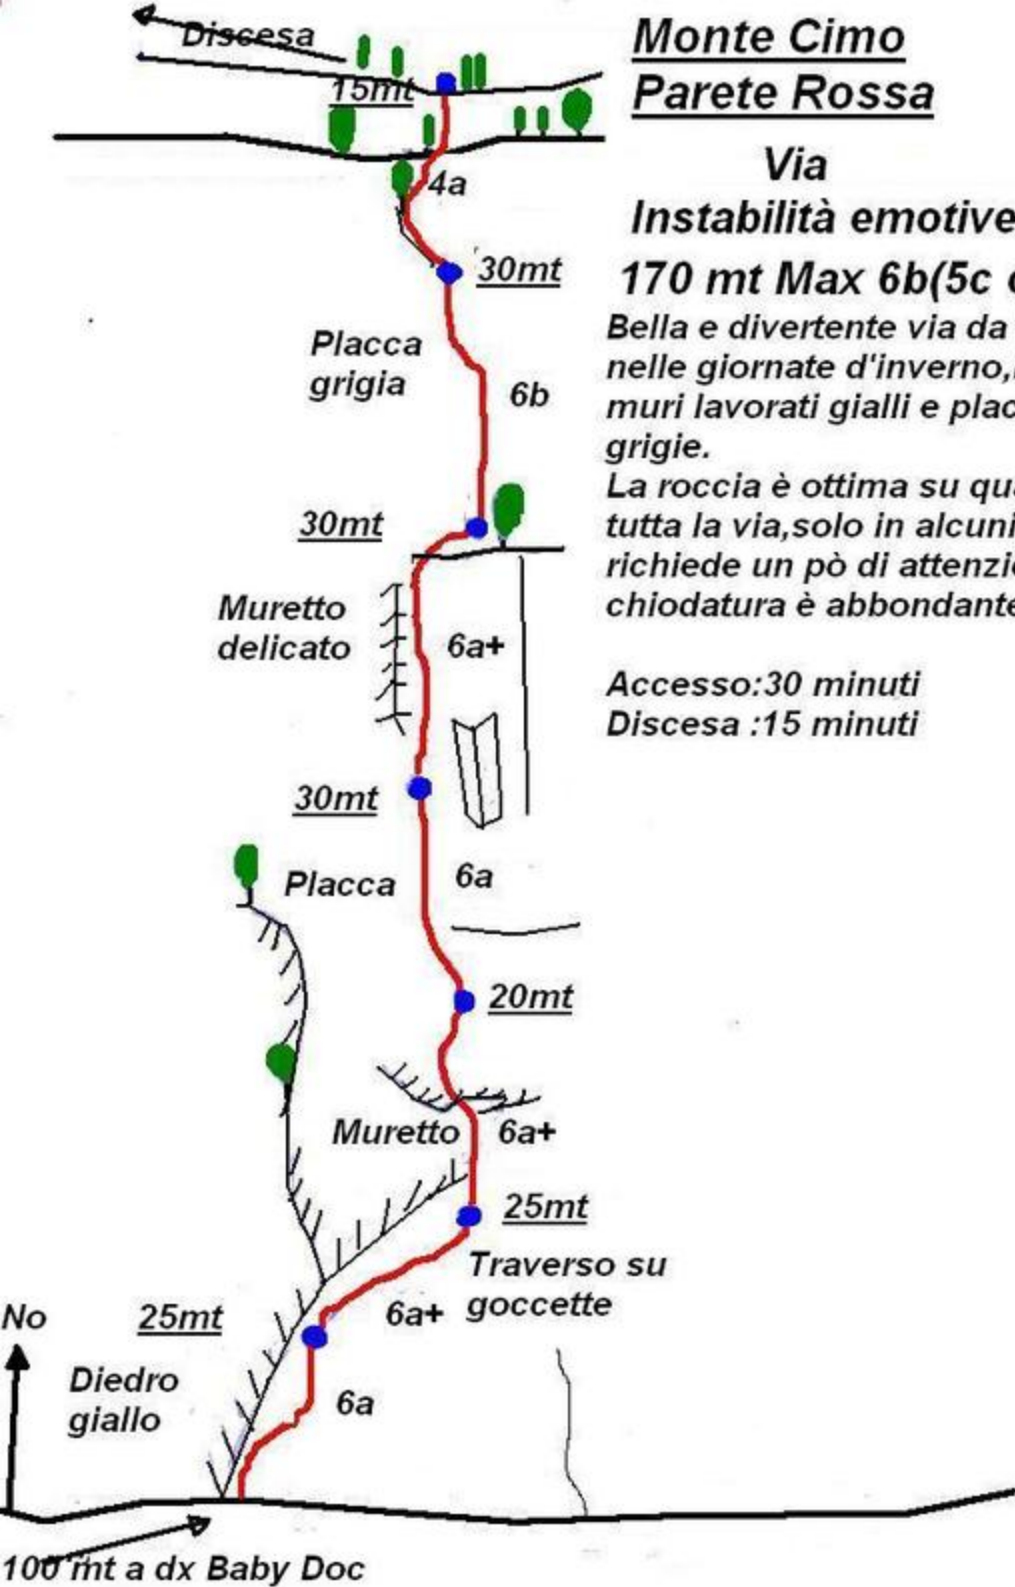 Discesa
15mt
Monte Cimo
Parete Rossa
Via
Instabilità emotive
170 mt Max 6b(5c
Bella e divertente via da
nelle giornate d'inverno,
muri lavorati gialli e plac
grigie.
La roccia è ottima su qua
tutta la via,solo in alcuni
richiede un pò di attenzi
chiodatura è abbondante
Accesso:30 minuti
Discesa :15 minuti
4a
30mt
Placca
grigia
6b
30mt
Muretto
delicato
6a+
30mt
Placca
6a
20mt
Muretto
6a+
25mt
Traverso su
goccette
6a+
25mt
No
Diedro
giallo
6a
100 mt a dx Baby Doc